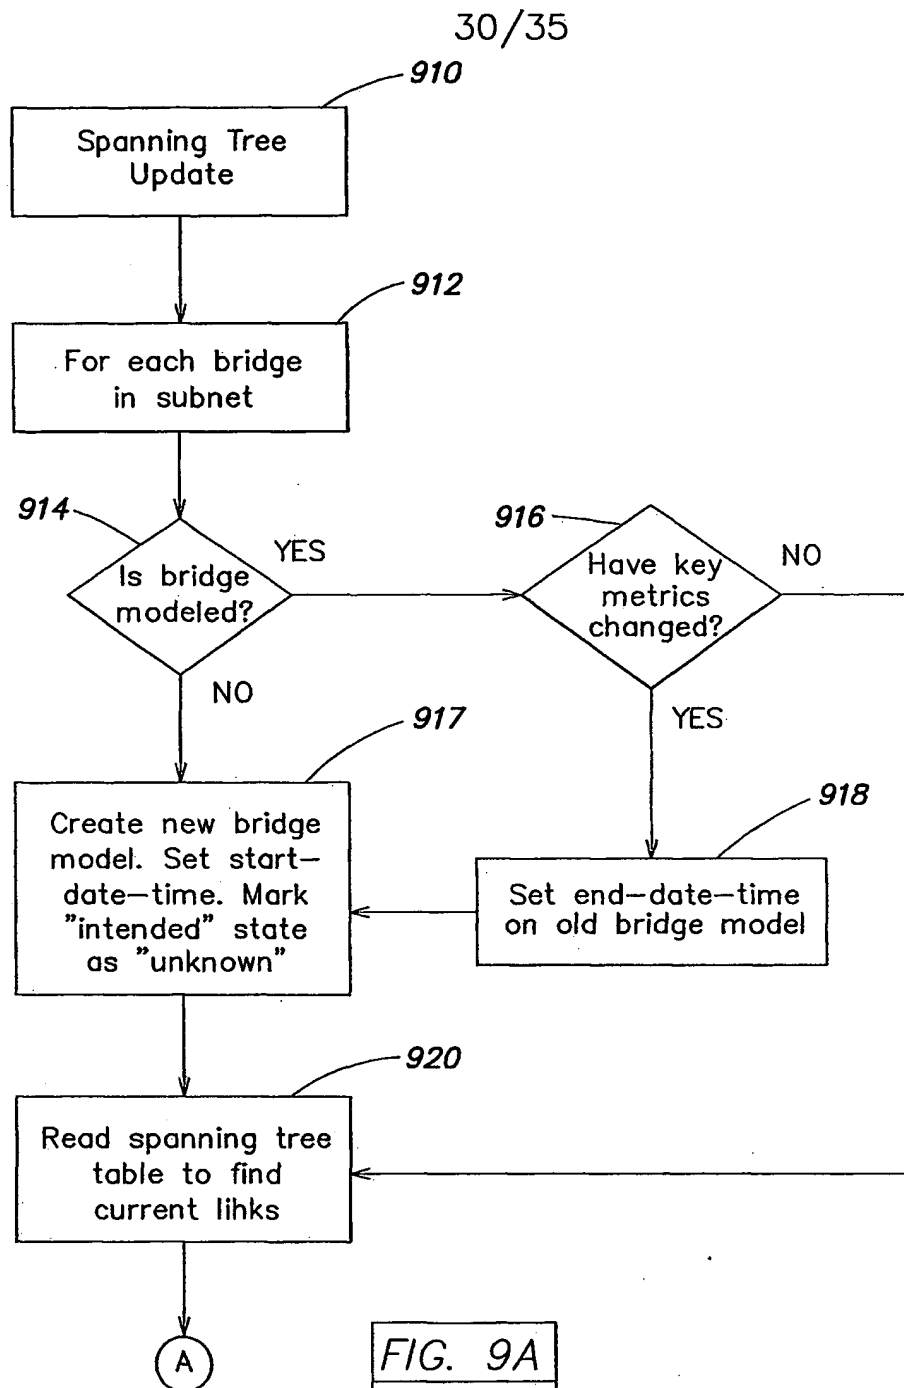 30/35
910
Spanning Tree
Update
912
For each bridge
in subnet
914
Is bridge
modeled?
YES
NO
916
Have key
metrics
changed?
NO
YES
917
Create new bridge
model. Set start–
date–time. Mark
"intended" state
as "unknown"
918
Set end–date–time
on old bridge model
920
Read spanning tree
table to find
current lihks
A
FIG. 9A